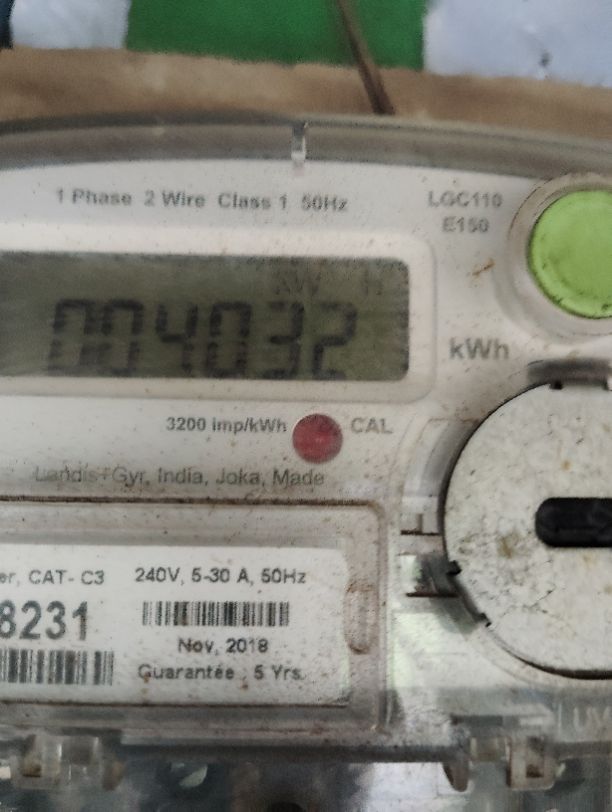 1 Phase 2 Wire Class 1 50Hz
LGC110
E150
kW H
004032
kWh
3200 imp/kWh
CAL
Landis+Gyr, India, Joka, Made
er, CAT- C3
240V, 5-30 A, 50Hz
8231
Nov, 2018
Guarantee : 5 Yrs.